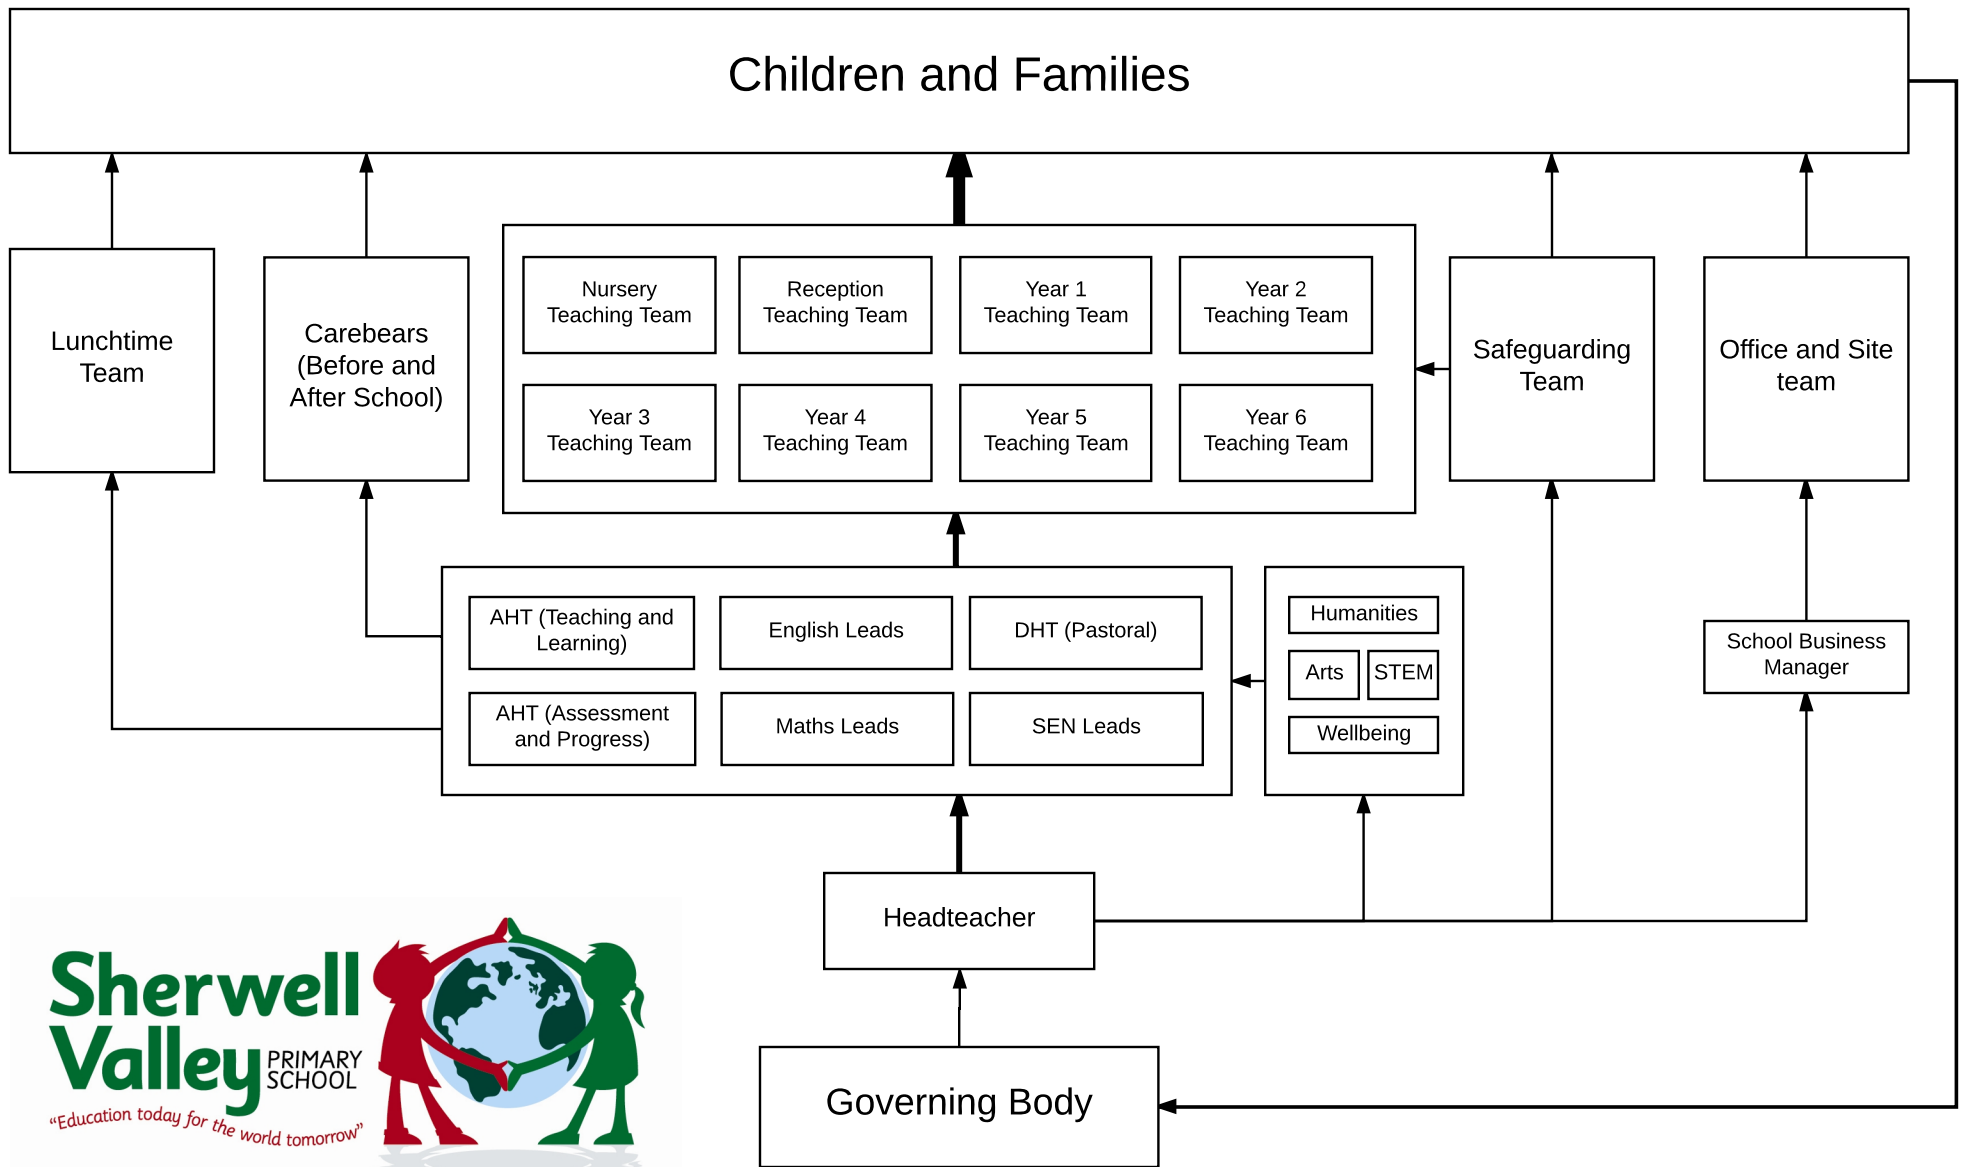 Children and Families
Lunchtime
Team
Carebears
(Before and
After School)
Nursery
Teaching Team
Reception
Teaching Team
Year 1
Teaching Team
Year 2
Teaching Team
Year 3
Teaching Team
Year 4
Teaching Team
Year 5
Teaching Team
Year 6
Teaching Team
Safeguarding
Team
Office and Site
team
AHT (Teaching and
Learning)
English Leads
DHT (Pastoral)
AHT (Assessment
and Progress)
Maths Leads
SEN Leads
Humanities
Arts
STEM
Wellbeing
School Business
Manager
Headteacher
Governing Body
Sherwell
Valley
PRIMARY
SCHOOL
“Education today for the world tomorrow”